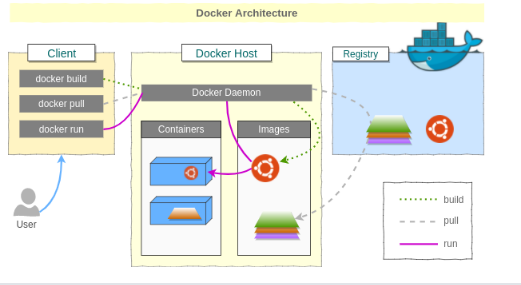 Docker Architecture
Client
docker build
docker pull
docker run
User
Docker Host
Docker Daemon
Containers
Images
Registry
build
pull
run